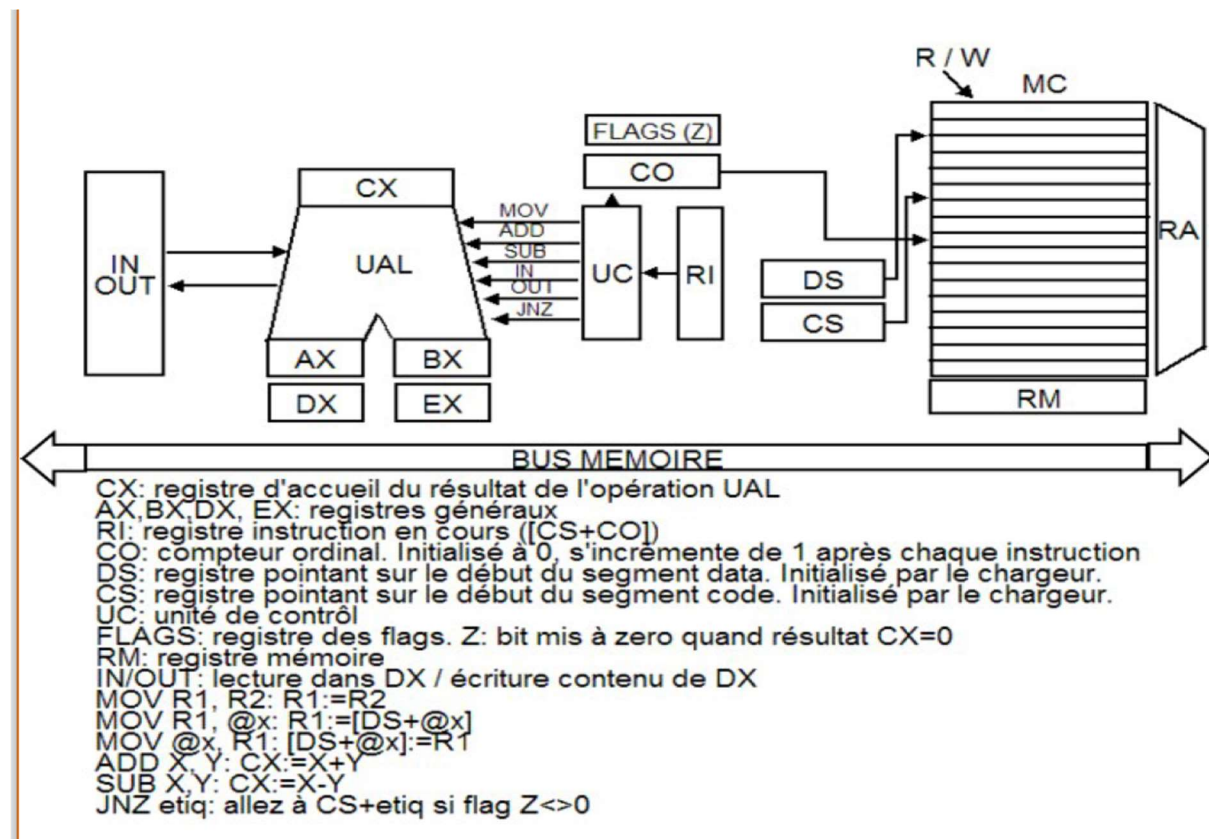 R / W
MC
FLAGS (Z)
CO
CX
MOV
ADD
SUB
IN
OUT
JNZ
IN
OUT
UAL
UC
RI
DS
CS
RA
AX
BX
DX
EX
RM
BUS MEMOIRE
CX: registre d'accueil du résultat de l'opération UAL
AX,BX,DX, EX: registres généraux
RI: registre instruction en cours ([CS+CO])
CO: compteur ordinal. Initialisé à 0, s'incrémente de 1 après chaque instruction
DS: registre pointant sur le début du segment data. Initialisé par le chargeur.
CS: registre pointant sur le début du segment code. Initialisé par le chargeur.
UC: unité de contrôl
FLAGS: registre des flags. Z: bit mis à zero quand résultat CX=0
RM: registre mémoire
IN/OUT: lecture dans DX / écriture contenu de DX
MOV R1, R2: R1:=R2
MOV R1, @x: R1:=[DS+@x]
MOV @x, R1: [DS+@x]:=R1
ADD X, Y: CX:=X+Y
SUB X,Y: CX:=X-Y
JNZ etiq: allez à CS+etiq si flag Z<>0